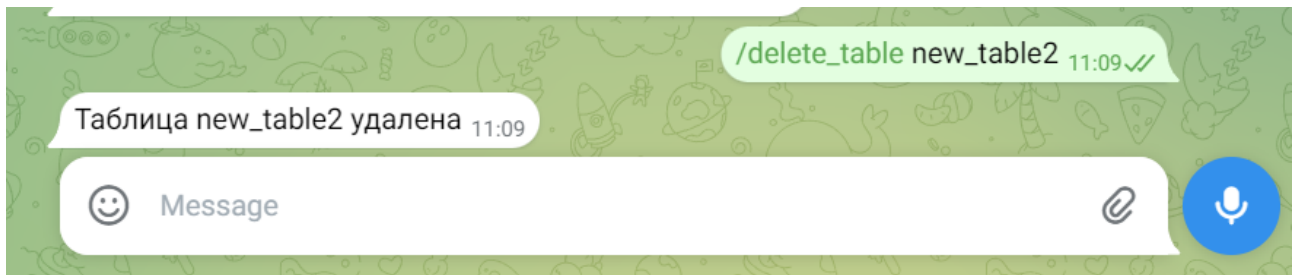 /delete_table new_table2 11:09
Таблица new_table2 удалена 11:09
Message